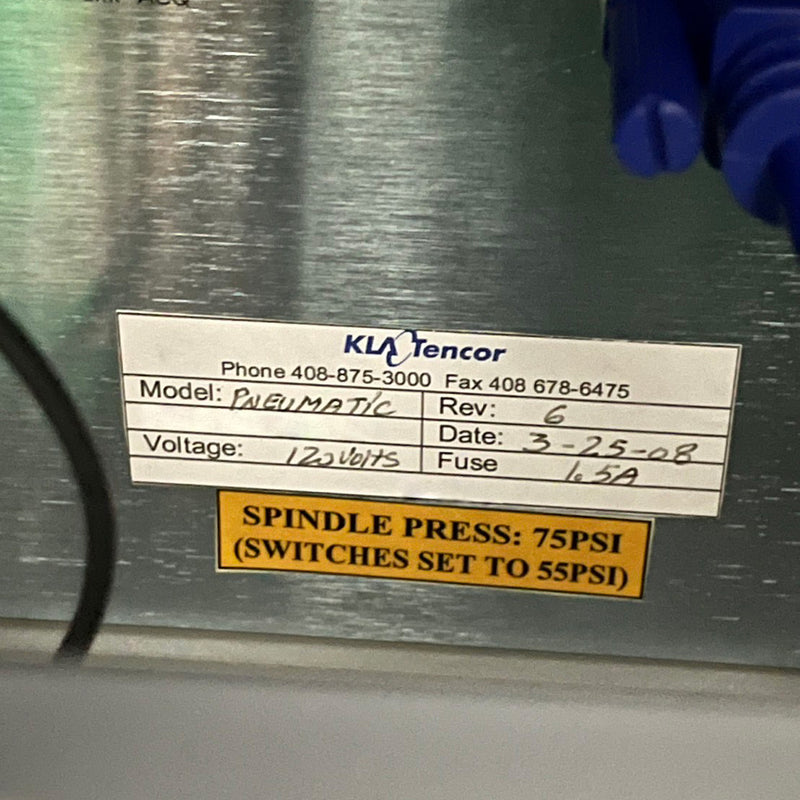 KLA Tencor
Phone 408-875-3000 Fax 408 678-6475
Model: PNEUMATIC
Rev: 6
Date: 3-25-08
Voltage: 120 VOLTS
Fuse 1.5A
SPINDLE PRESS: 75PSI
(SWITCHES SET TO 55PSI)